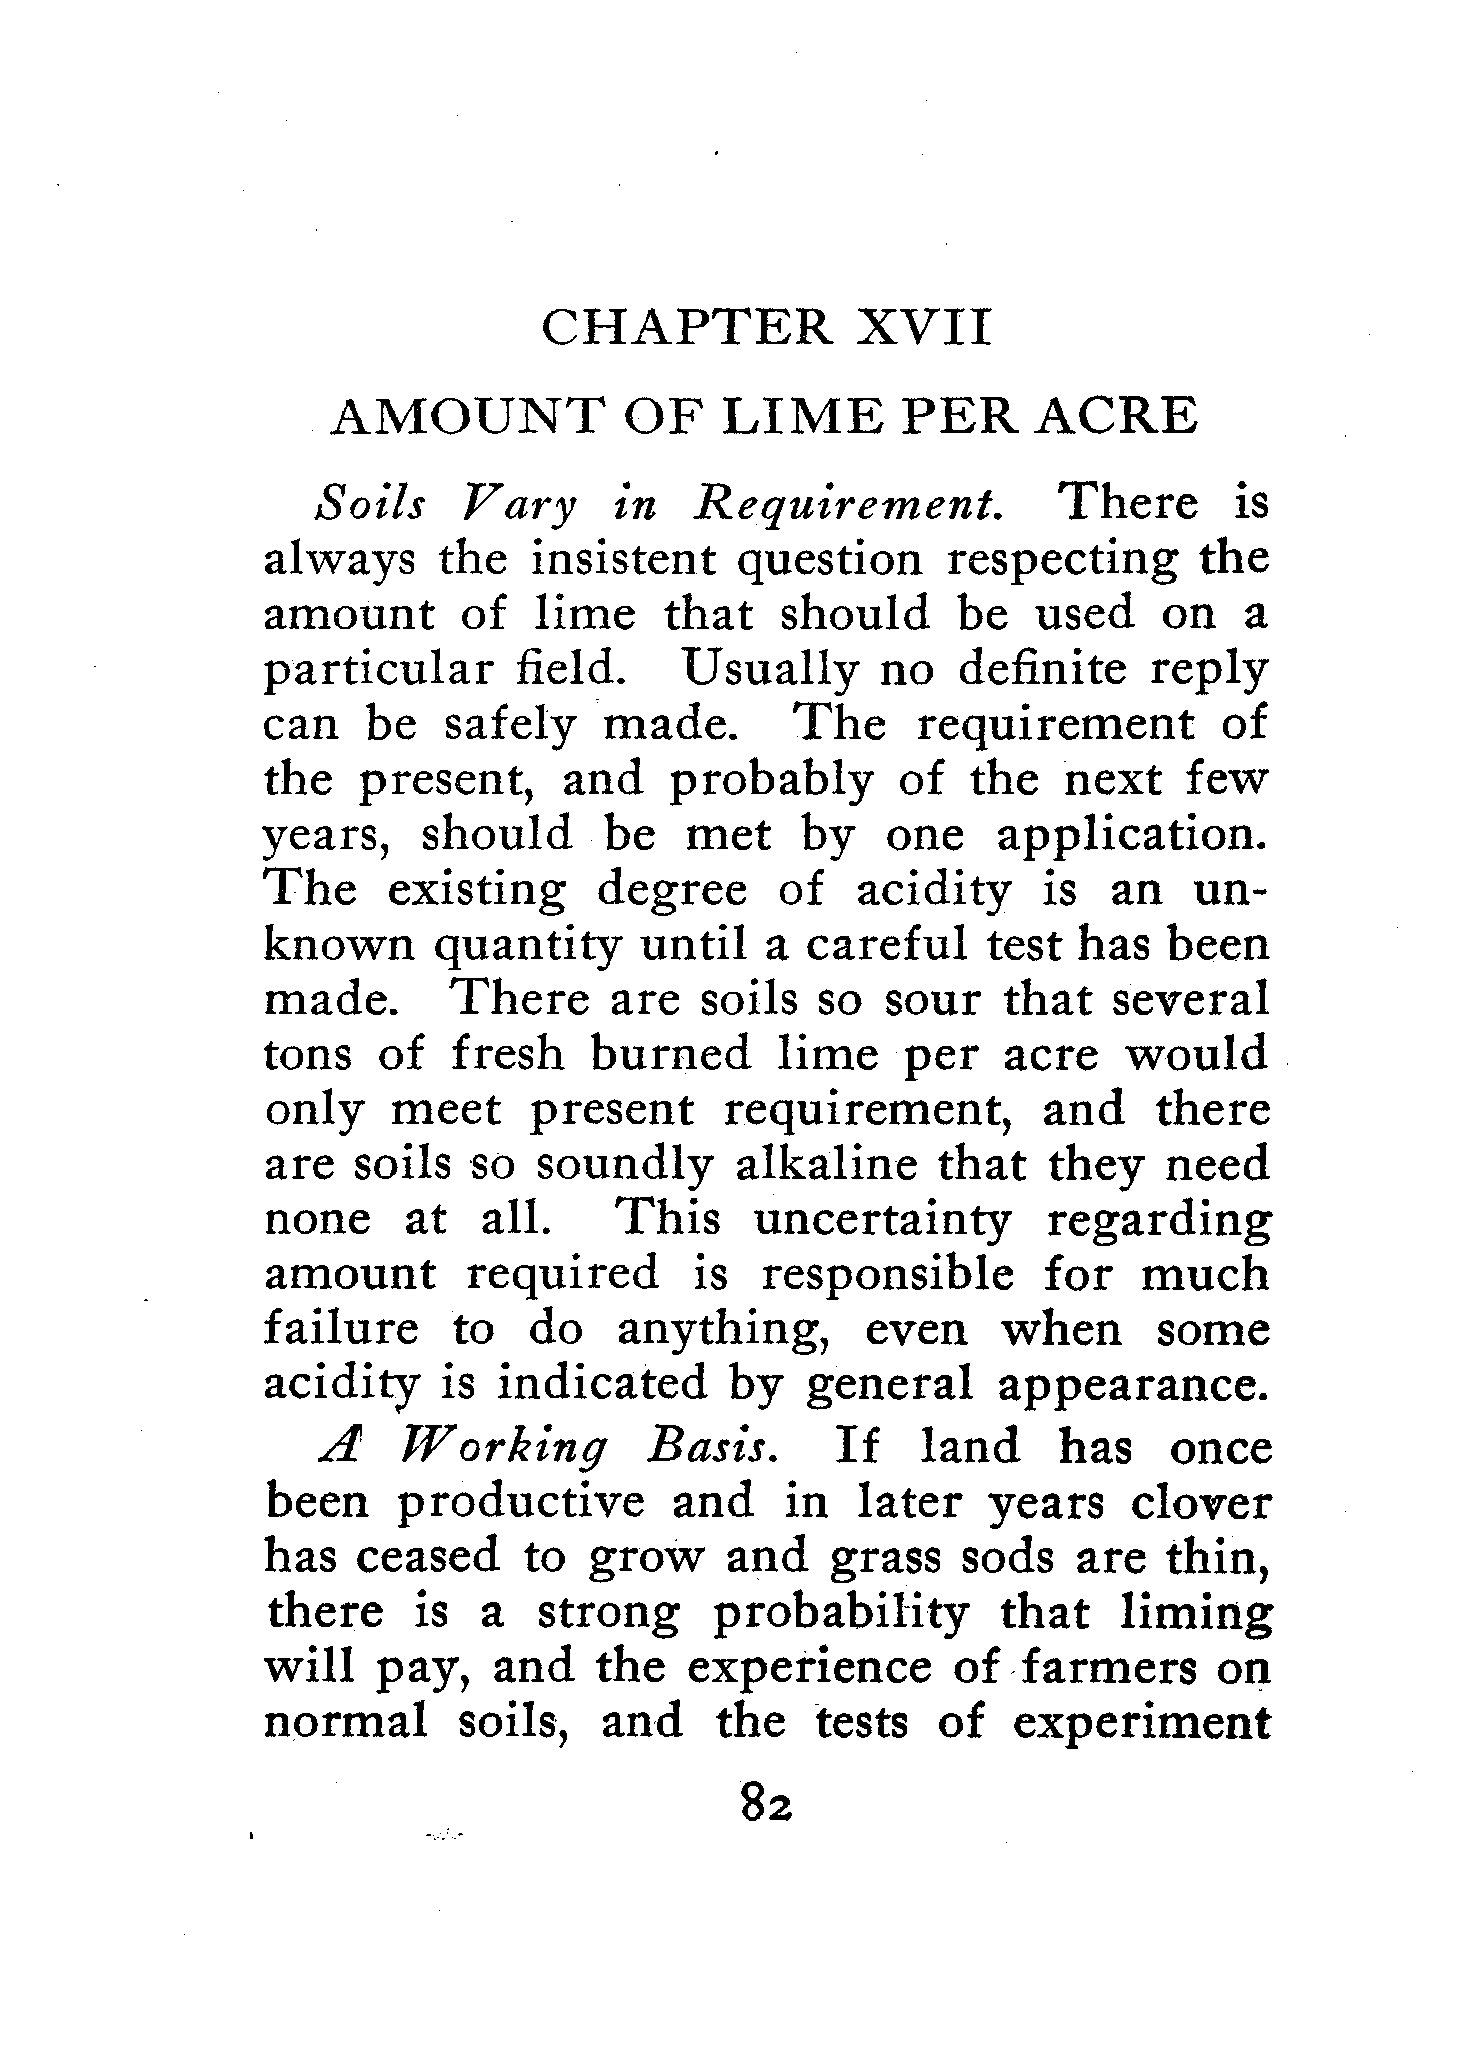 CHAPTER XVII
AMOUNT OF LIME PER ACRE
Soils Vary in Requirement. There is
always the insistent question respecting the
amount of lime that should be used on a
particular field. Usually no definite reply
can be safely made. The requirement of
the present, and probably of the next few
years, should be met by one application.
The existing degree of acidity is an un-
known quantity until a careful test has been
made. There are soils so sour that several
tons of fresh burned lime per acre would
only meet present requirement, and there
are soils so soundly alkaline that they need
none at all. This uncertainty regarding
amount required is responsible for much
failure to do anything, even when some
acidity is indicated by general appearance.
A Working Basis. If land has once
been productive and in later years clover
has ceased to grow and grass sods are thin,
there is a strong probability that liming
will pay, and the experience of farmers on
normal soils, and the tests of experiment
82